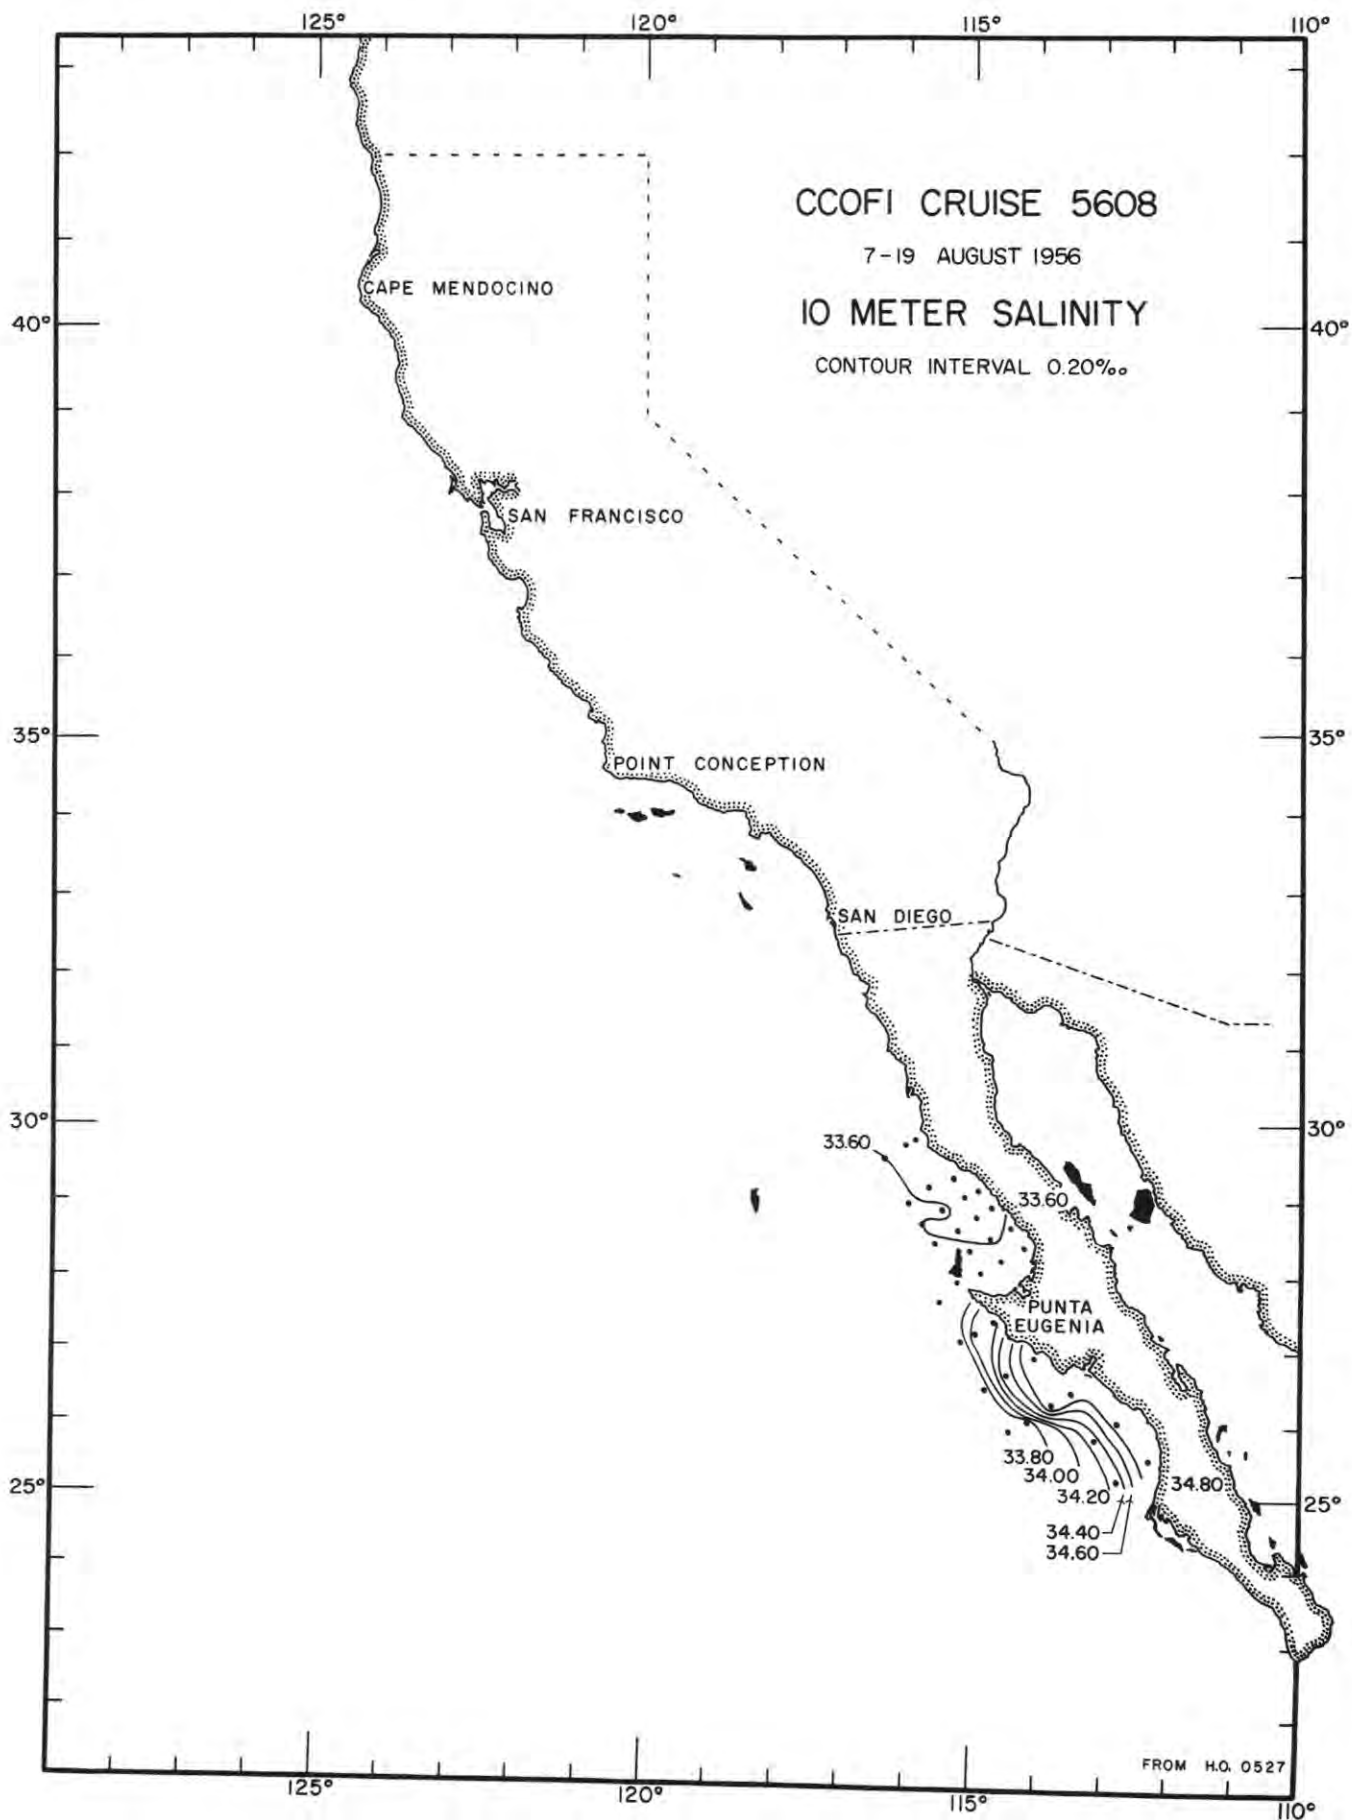 125° 120° 115° 110°
CCOFI CRUISE 5608
7-19 AUGUST 1956
CAPE MENDOCINO
10 METER SALINITY
40° 40°
CONTOUR INTERVAL 0.20‰
SAN FRANCISCO
35° 35°
POINT CONCEPTION
SAN DIEGO
30° 30°
33.60
33.60
PUNTA
EUGENIA
33.80
34.00
34.80
25° 25°
34.20
34.40
34.60
FROM H.O. 0527
125° 120° 115° 110°